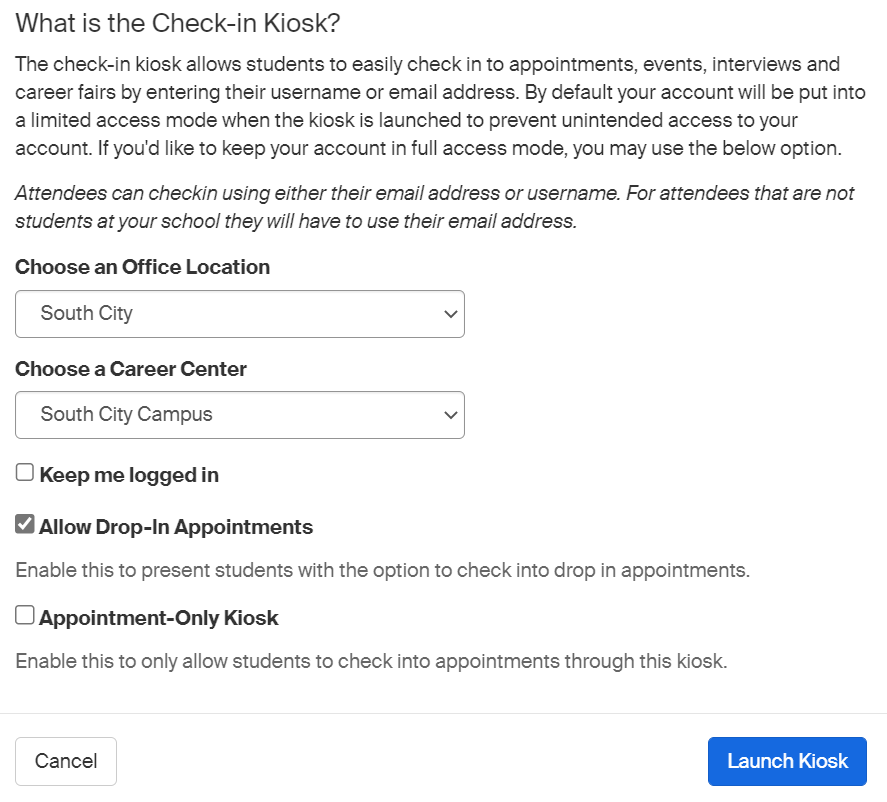 What is the Check-in Kiosk?
The check-in kiosk allows students to easily check in to appointments, events, interviews and
career fairs by entering their username or email address. By default your account will be put into
a limited access mode when the kiosk is launched to prevent unintended access to your
account. If you'd like to keep your account in full access mode, you may use the below option.
Attendees can checkin using either their email address or username. For attendees that are not
students at your school they will have to use their email address.
Choose an Office Location
South City
Choose a Career Center
South City Campus
Keep me logged in
Allow Drop-In Appointments
Enable this to present students with the option to check into drop in appointments.
Appointment-Only Kiosk
Enable this to only allow students to check into appointments through this kiosk.
Cancel
Launch Kiosk